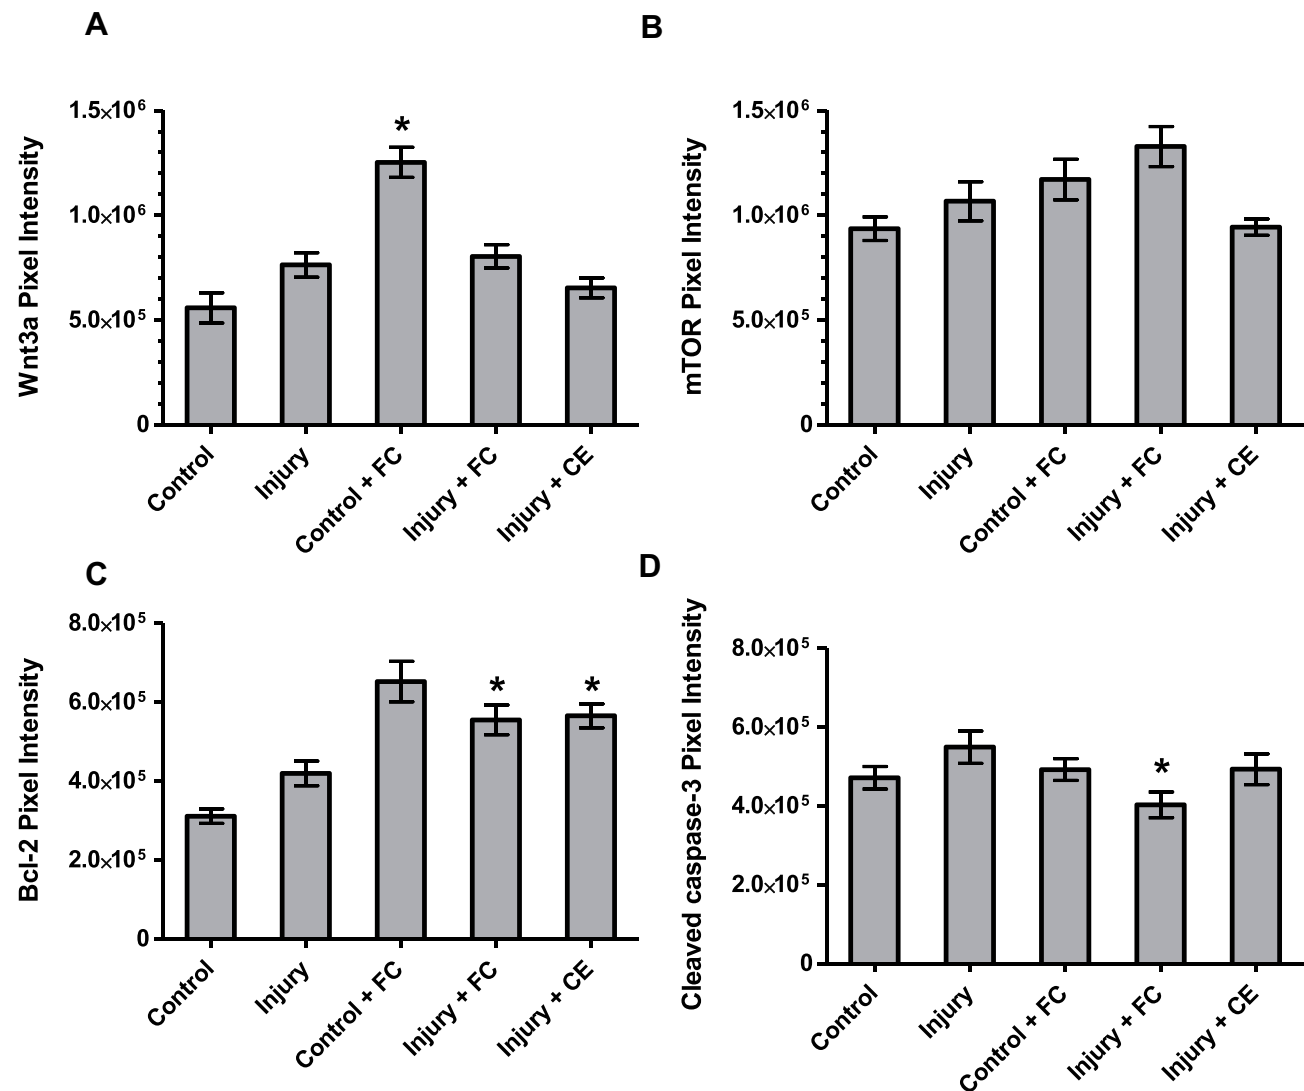 A
Wnt3a Pixel Intensity
1.5×10⁶
1.0×10⁶
5.0×10⁵
0
*
Control
Injury
Control + FC
Injury + FC
Injury + CE
B
mTOR Pixel Intensity
1.5×10⁶
1.0×10⁶
5.0×10⁵
0
Control
Injury
Control + FC
Injury + FC
Injury + CE
C
Bcl-2 Pixel Intensity
8.0×10⁵
6.0×10⁵
4.0×10⁵
2.0×10⁵
0
* *
Control
Injury
Control + FC
Injury + FC
Injury + CE
D
Cleaved caspase-3 Pixel Intensity
8.0×10⁵
6.0×10⁵
4.0×10⁵
2.0×10⁵
0
*
Control
Injury
Control + FC
Injury + FC
Injury + CE